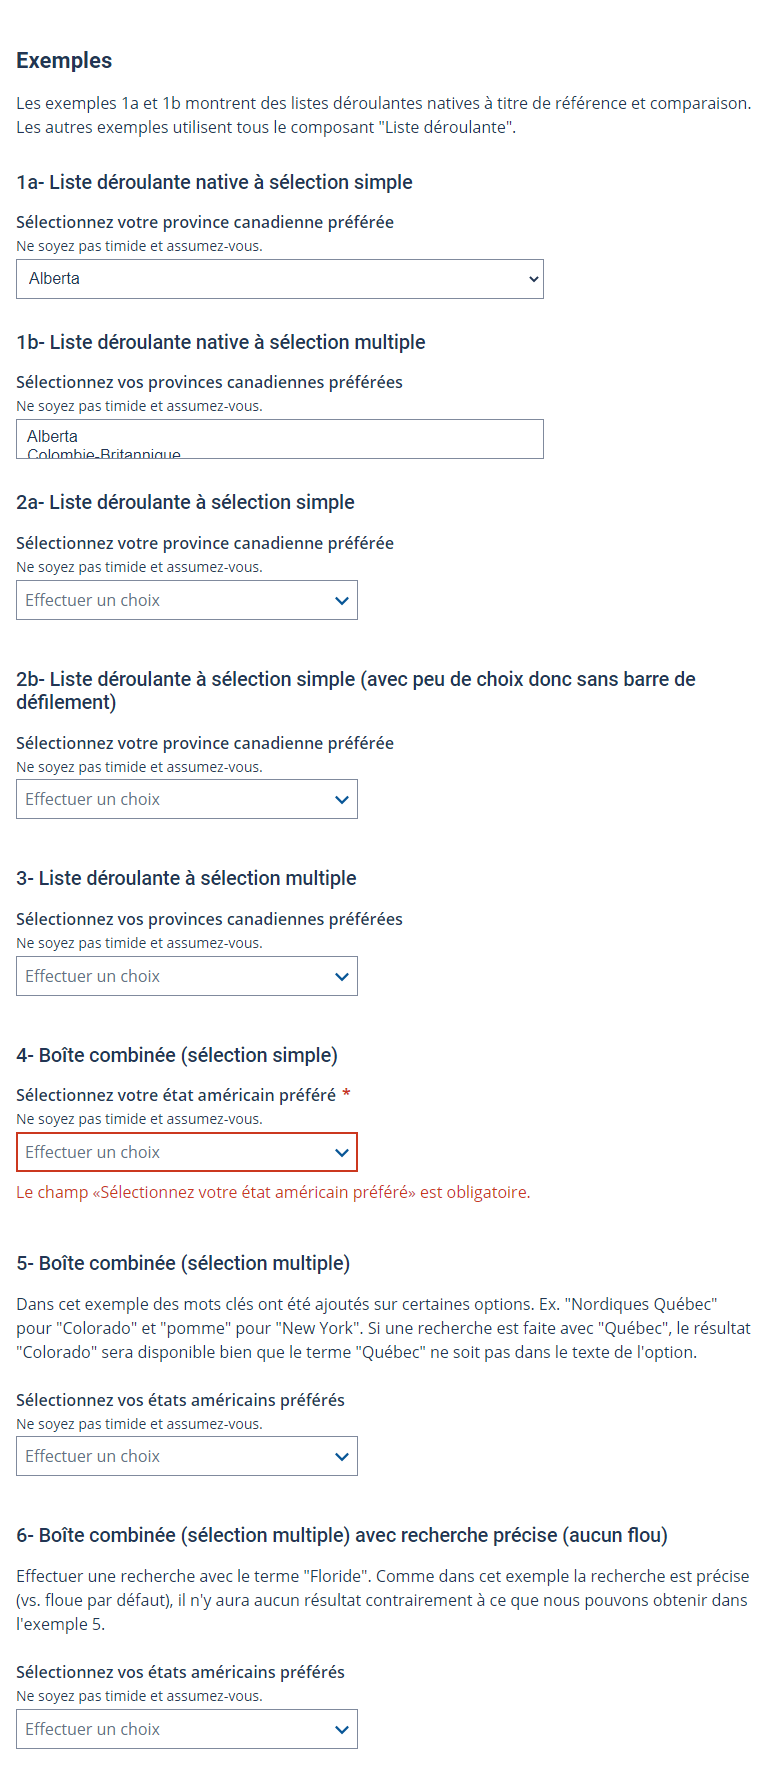 Exemples
Les exemples 1a et 1b montrent des listes déroulantes natives à titre de référence et comparaison.
Les autres exemples utilisent tous le composant "Liste déroulante".
1a- Liste déroulante native à sélection simple
Sélectionnez votre province canadienne préférée
Ne soyez pas timide et assumez-vous.
Alberta
1b- Liste déroulante native à sélection multiple
Sélectionnez vos provinces canadiennes préférées
Ne soyez pas timide et assumez-vous.
Alberta
Colombie-Britannique
2a- Liste déroulante à sélection simple
Sélectionnez votre province canadienne préférée
Ne soyez pas timide et assumez-vous.
Effectuer un choix
2b- Liste déroulante à sélection simple (avec peu de choix donc sans barre de
défilement)
Sélectionnez votre province canadienne préférée
Ne soyez pas timide et assumez-vous.
Effectuer un choix
3- Liste déroulante à sélection multiple
Sélectionnez vos provinces canadiennes préférées
Ne soyez pas timide et assumez-vous.
Effectuer un choix
4- Boîte combinée (sélection simple)
Sélectionnez votre état américain préféré *
Ne soyez pas timide et assumez-vous.
Effectuer un choix
Le champ «Sélectionnez votre état américain préféré» est obligatoire.
5- Boîte combinée (sélection multiple)
Dans cet exemple des mots clés ont été ajoutés sur certaines options. Ex. "Nordiques Québec"
pour "Colorado" et "pomme" pour "New York". Si une recherche est faite avec "Québec", le résultat
"Colorado" sera disponible bien que le terme "Québec" ne soit pas dans le texte de l'option.
Sélectionnez vos états américains préférés
Ne soyez pas timide et assumez-vous.
Effectuer un choix
6- Boîte combinée (sélection multiple) avec recherche précise (aucun flou)
Effectuer une recherche avec le terme "Floride". Comme dans cet exemple la recherche est précise
(vs. floue par défaut), il n'y aura aucun résultat contrairement à ce que nous pouvons obtenir dans
l'exemple 5.
Sélectionnez vos états américains préférés
Ne soyez pas timide et assumez-vous.
Effectuer un choix